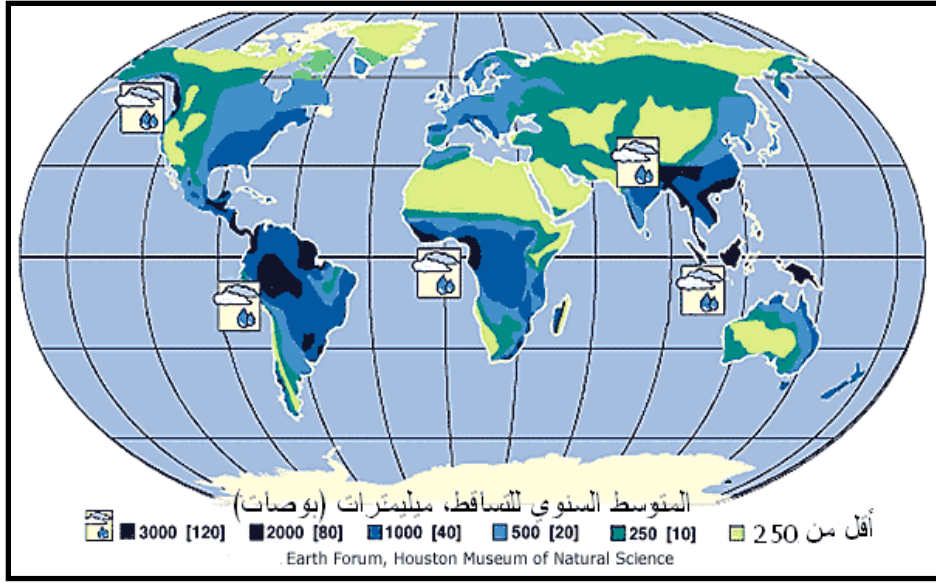 المتوسط السنوي للتساقط، ميليمترات (بوصات)
3000 [120] 2000 [80] 1000 [40] 500 [20] 250 [10] أقل من 250
Earth Forum, Houston Museum of Natural Science